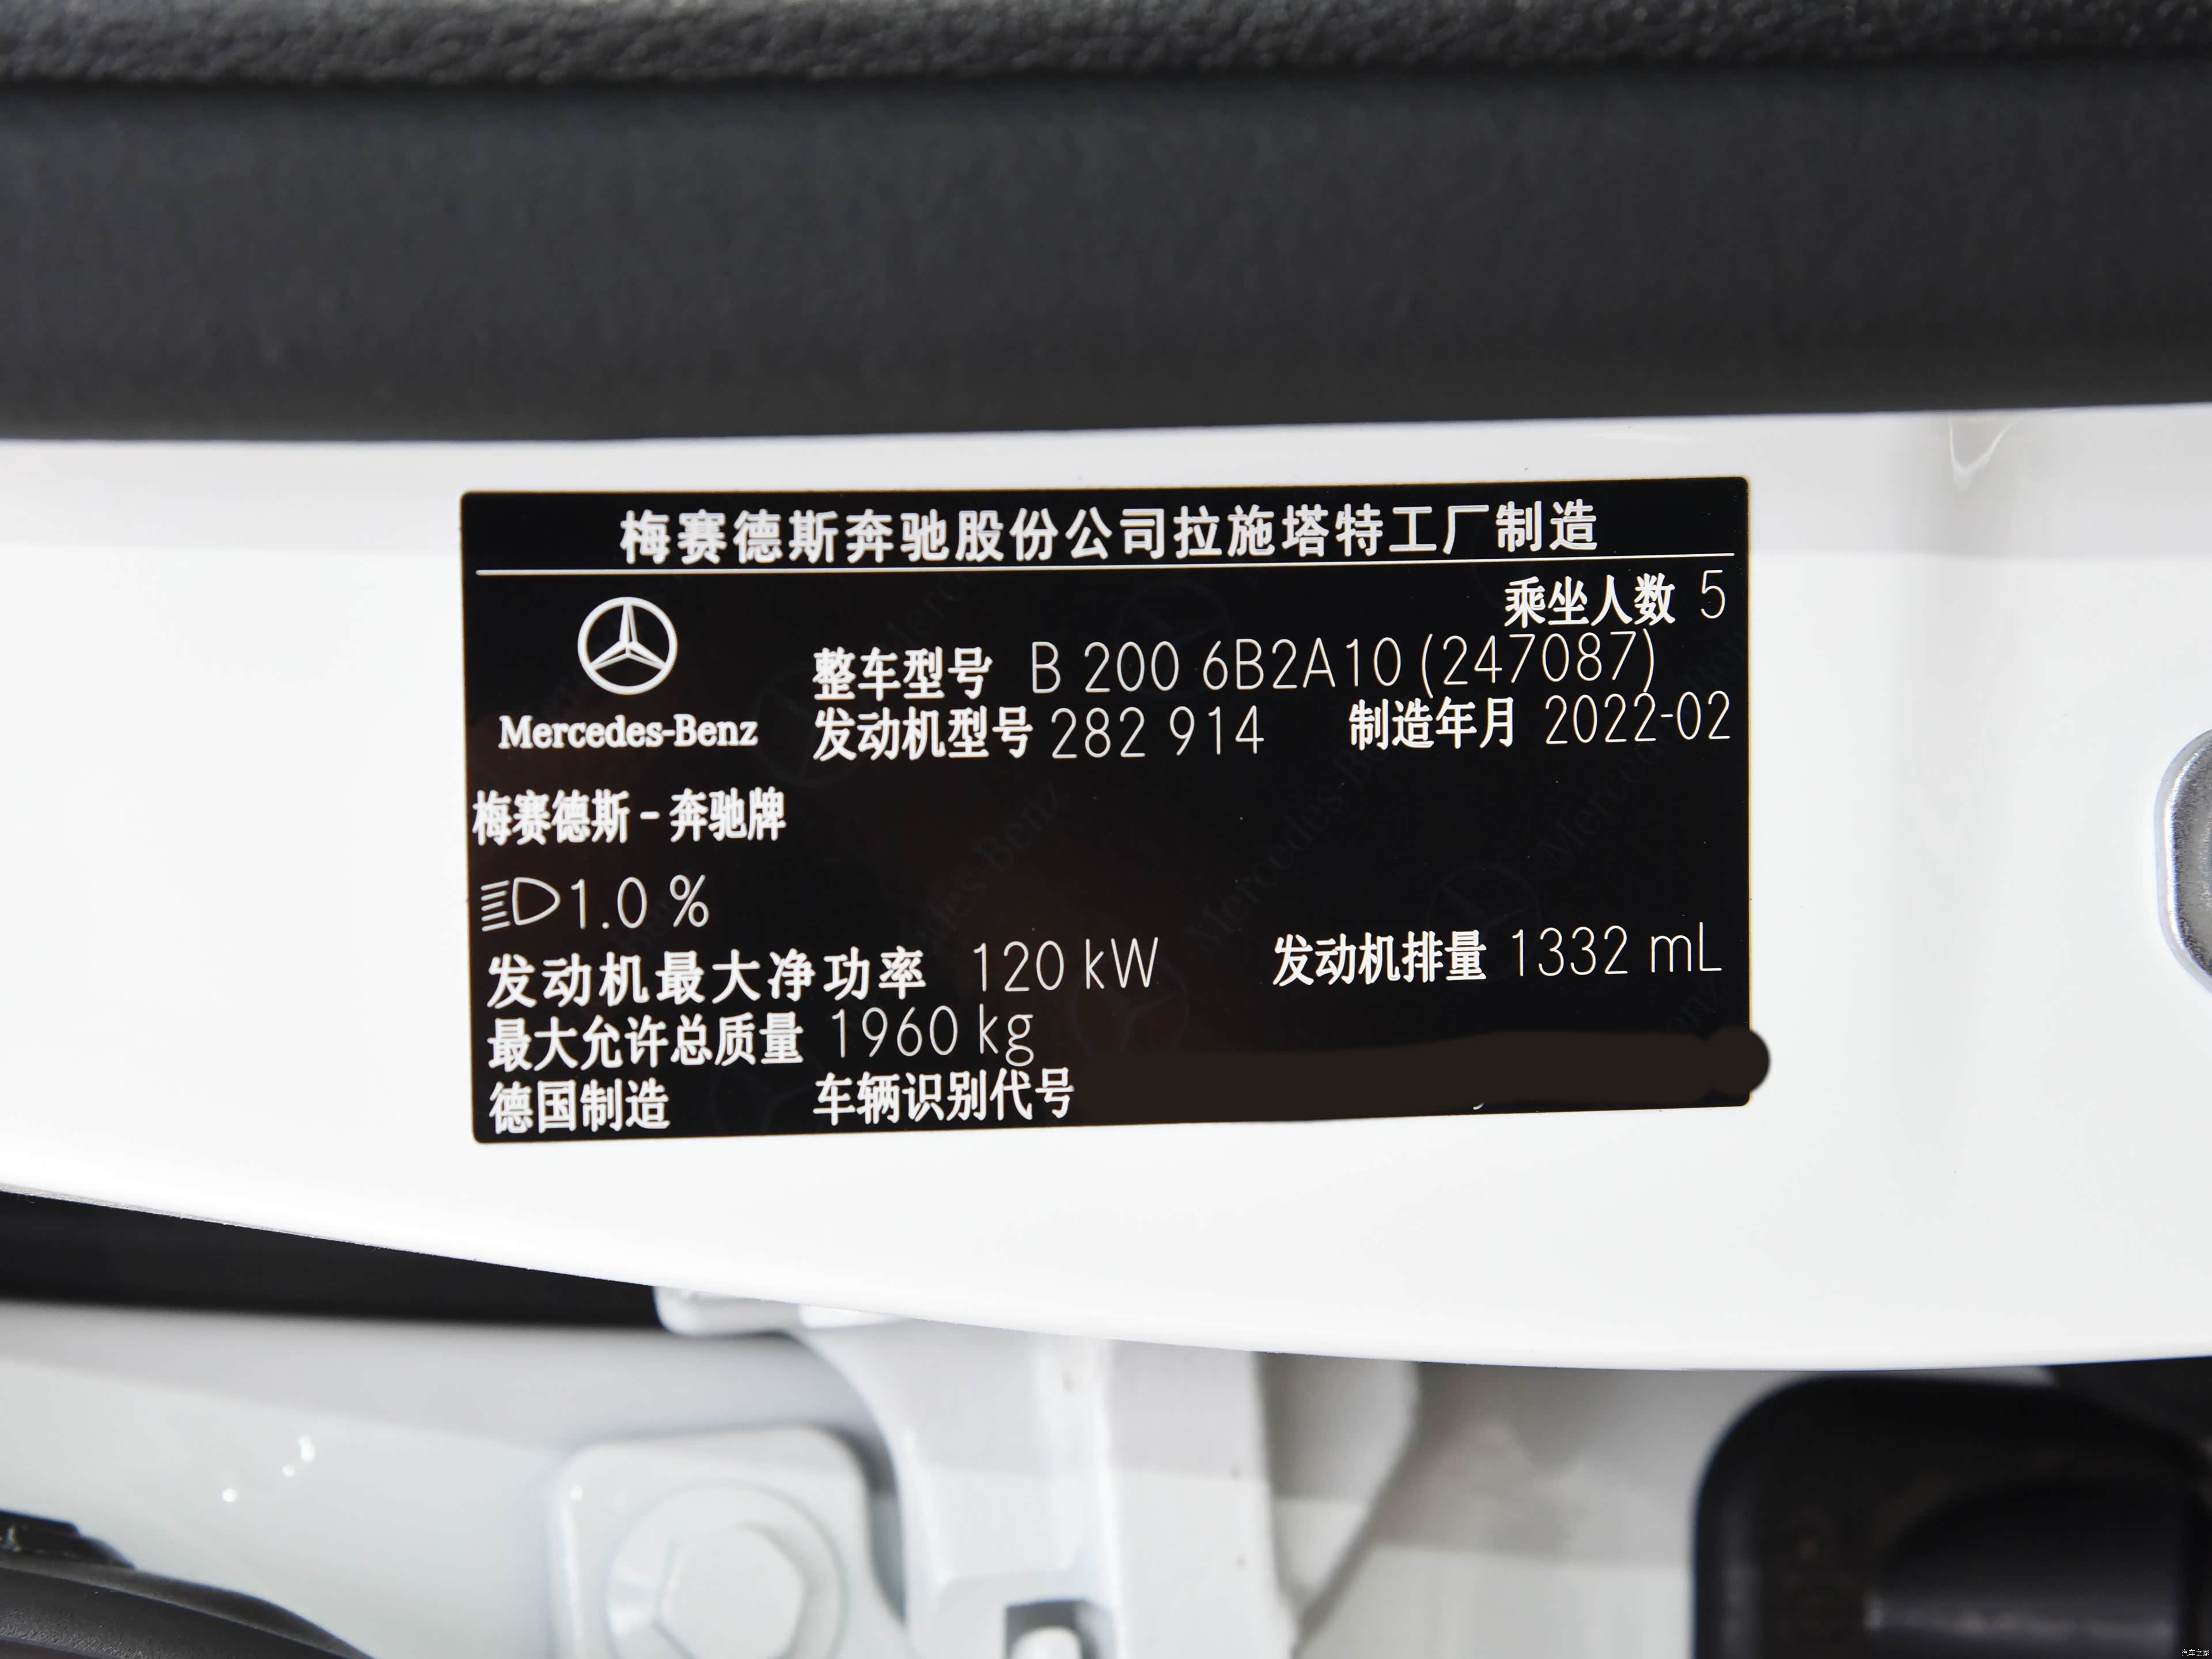 梅赛德斯奔驰股份公司拉施塔特工厂制造
乘坐人数 5
整车型号 B 200 6B2A10 (247087)
Mercedes-Benz
发动机型号 282 914 制造年月 2022-02
梅赛德斯-奔驰牌
1.0 %
发动机最大净功率 120 kW 发动机排量 1332 mL
最大允许总质量 1960 kg
德国制造 车辆识别代号
汽车之家